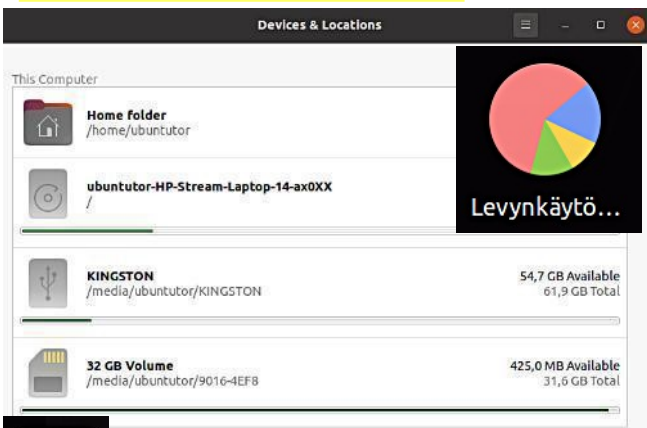 Devices & Locations
This Computer
Home folder
/home/ubuntutor
ubuntutor-HP-Stream-Laptop-14-ax0XX
/
Levynkäytö...
KINGSTON
54,7 GB Available
/media/ubuntutor/KINGSTON
61,9 GB Total
32 GB Volume
425,0 MB Available
/media/ubuntutor/9016-4EF8
31,6 GB Total